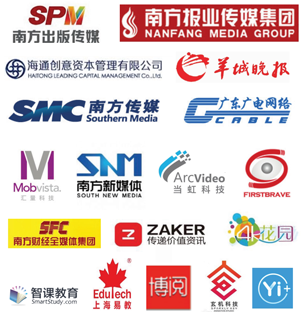 SPM
南方出版传媒
南方报业传媒集团
NANFANG MEDIA GROUP
海通创意资本管理有限公司
HAITONG LEADING CAPITAL MANAGEMENT Co.,LTD.
羊城晚报
SMC 南方传媒
Southern Media
广东广电网络
CABLE
Mobvista
汇量科技
SNM
南方新媒体
SOUTH NEW MEDIA
ArcVideo
当虹科技
FIRSTBRAVE
SFC
南方财经全媒体集团
ZAKER
传递价值资讯
4K花园
智课教育
SmartStudy.com
EduTech
上海易教
博阅
玄机科技
Yi+